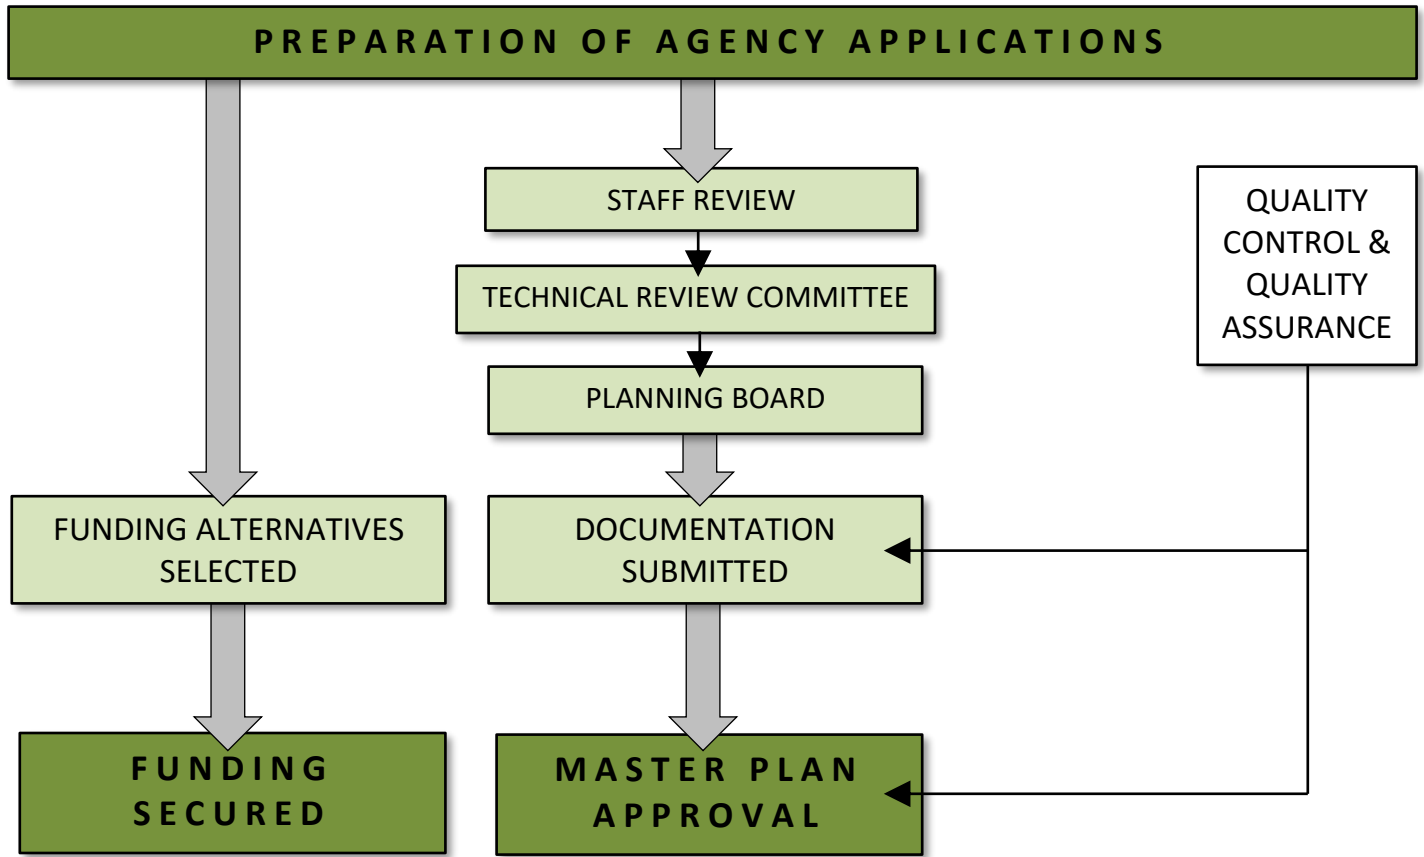 PREPARATION OF AGENCY APPLICATIONS
STAFF REVIEW
TECHNICAL REVIEW COMMITTEE
PLANNING BOARD
QUALITY
CONTROL &
QUALITY
ASSURANCE
FUNDING ALTERNATIVES
SELECTED
DOCUMENTATION
SUBMITTED
FUNDING
SECURED
MASTER PLAN
APPROVAL